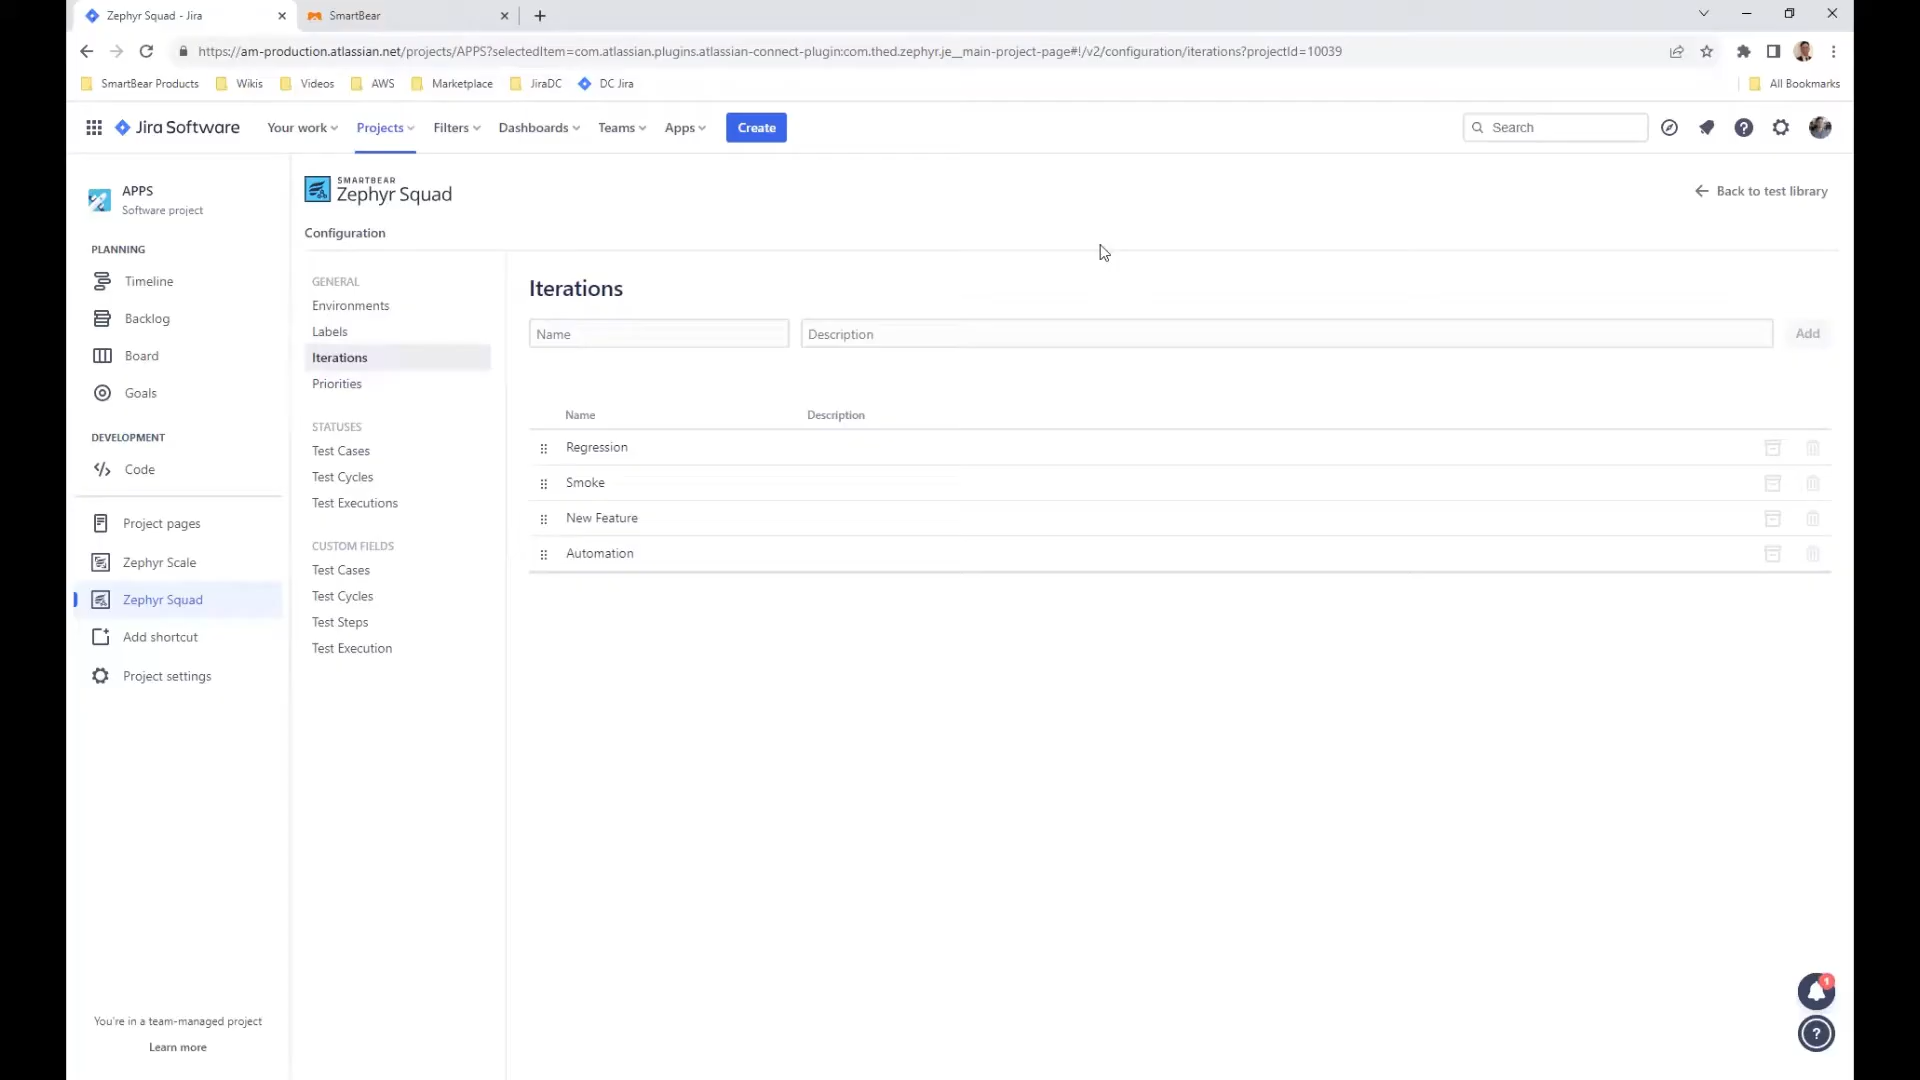 Zephyr Squad - Jira
SmartBear
https://am-production.atlassian.net/projects/APPS?selectedItem=com.atlassian.plugins.atlassian-connect-plugin:com.thed.zephyr.je__main-project-page#!/v2/configuration/iterations?projectId=10039
SmartBear Products
Wikis
Videos
AWS
Marketplace
JiraDC
DC Jira
All Bookmarks
Jira Software
Your work
Projects
Filters
Dashboards
Teams
Apps
Create
Search
APPS
Software project
PLANNING
Timeline
Backlog
Board
Goals
DEVELOPMENT
Code
Project pages
Zephyr Scale
Zephyr Squad
Add shortcut
Project settings
You're in a team-managed project
Learn more
SMARTBEAR
Zephyr Squad
Back to test library
Configuration
GENERAL
Environments
Labels
Iterations
Priorities
STATUSES
Test Cases
Test Cycles
Test Executions
CUSTOM FIELDS
Test Cases
Test Cycles
Test Steps
Test Execution
Iterations
Name
Description
Add
Name
Description
Regression
Smoke
New Feature
Automation
1